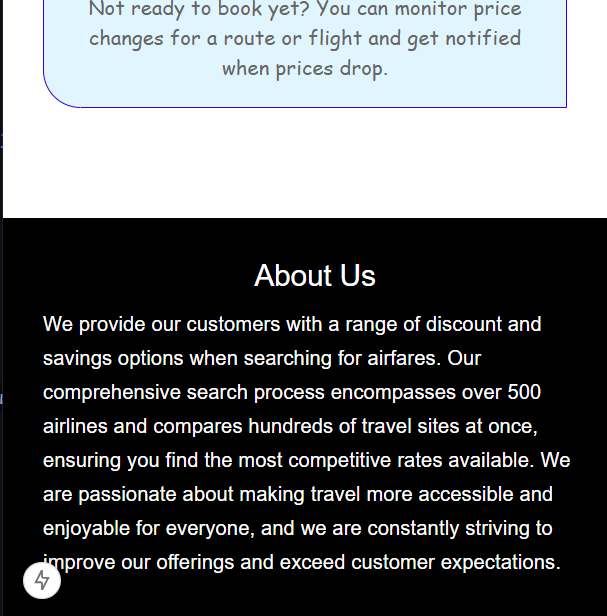 Not ready to book yet? You can monitor price
changes for a route or flight and get notified
when prices drop.
About Us
We provide our customers with a range of discount and
savings options when searching for airfares. Our
comprehensive search process encompasses over 500
airlines and compares hundreds of travel sites at once,
ensuring you find the most competitive rates available. We
are passionate about making travel more accessible and
enjoyable for everyone, and we are constantly striving to
improve our offerings and exceed customer expectations.